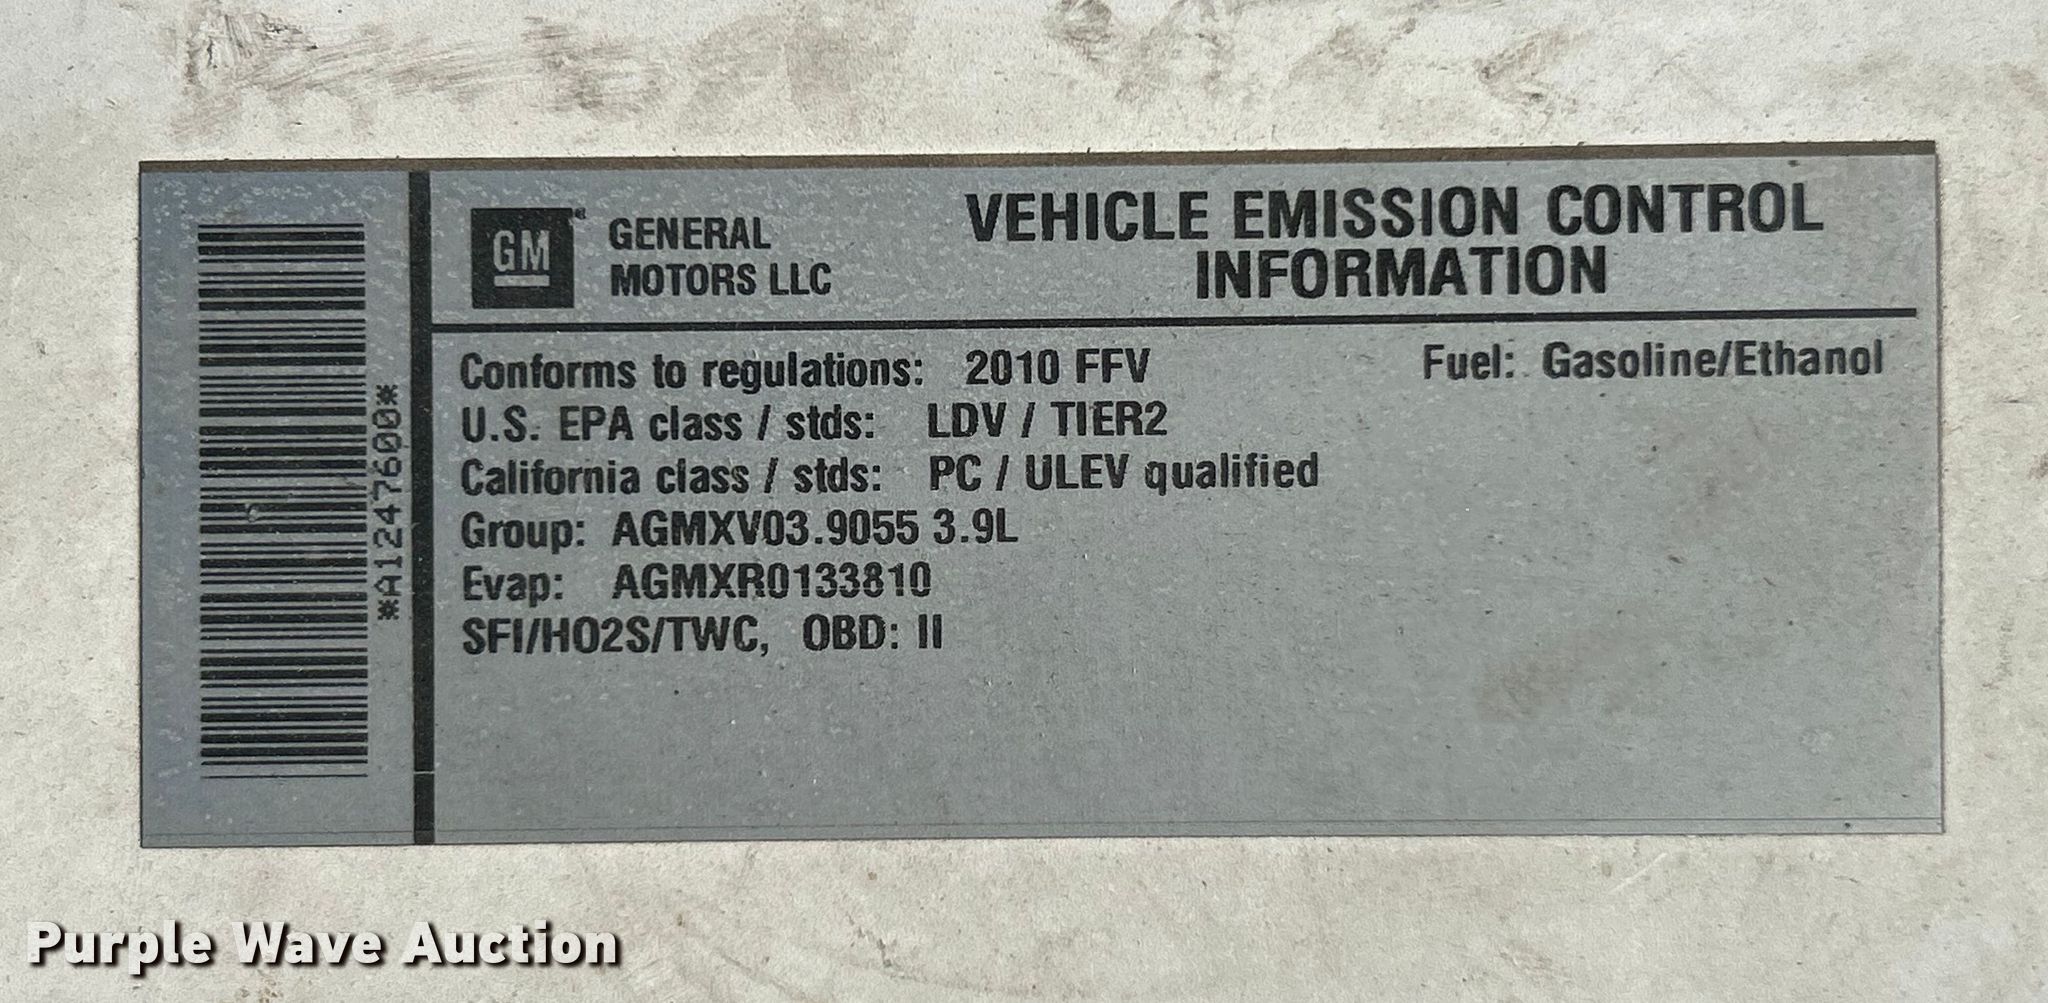 *A1247600*
GM
GENERAL
MOTORS LLC
VEHICLE EMISSION CONTROL
INFORMATION
Conforms to regulations: 2010 FFV
Fuel: Gasoline/Ethanol
U.S. EPA class / stds: LDV / TIER2
California class / stds: PC / ULEV qualified
Group: AGMXV03.9055 3.9L
Evap: AGMXR0133810
SFI/HO2S/TWC, OBD: II
Purple Wave Auction